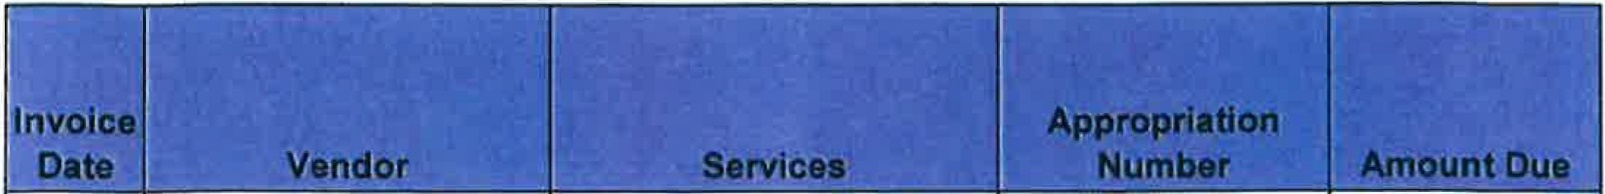 Invoice
Date
Vendor
Services
Appropriation
Number
Amount Due